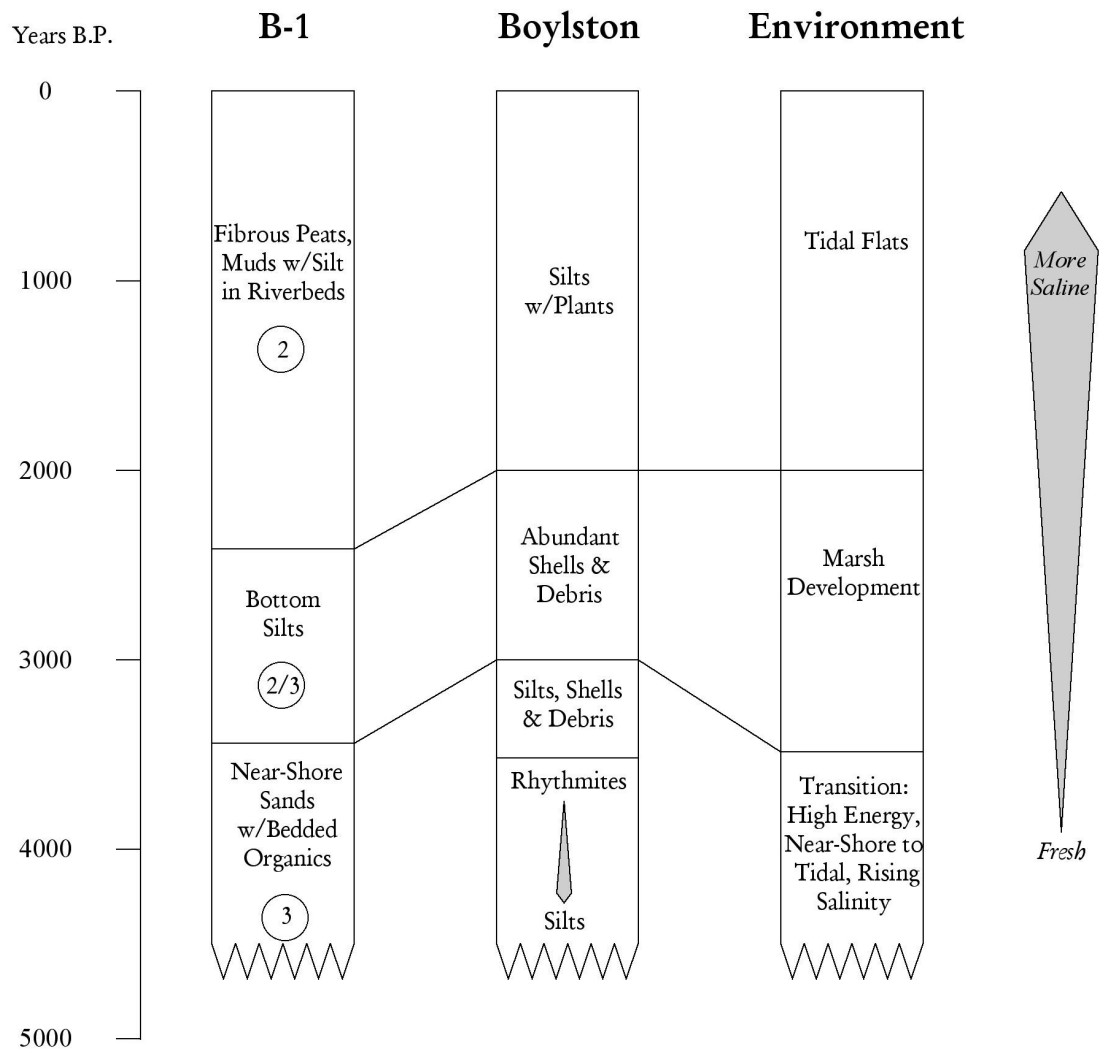 Years B.P.
B-1
Boylston
Environment
0
1000
2000
3000
4000
5000
Fibrous Peats,
Muds w/Silt
in Riverbeds
2
Bottom
Silts
2/3
Near-Shore
Sands
w/Bedded
Organics
3
Silts
w/Plants
Abundant
Shells &
Debris
Silts, Shells
& Debris
Rhythmites
Silts
Tidal Flats
Marsh
Development
Transition:
High Energy,
Near-Shore to
Tidal, Rising
Salinity
More
Saline
Fresh